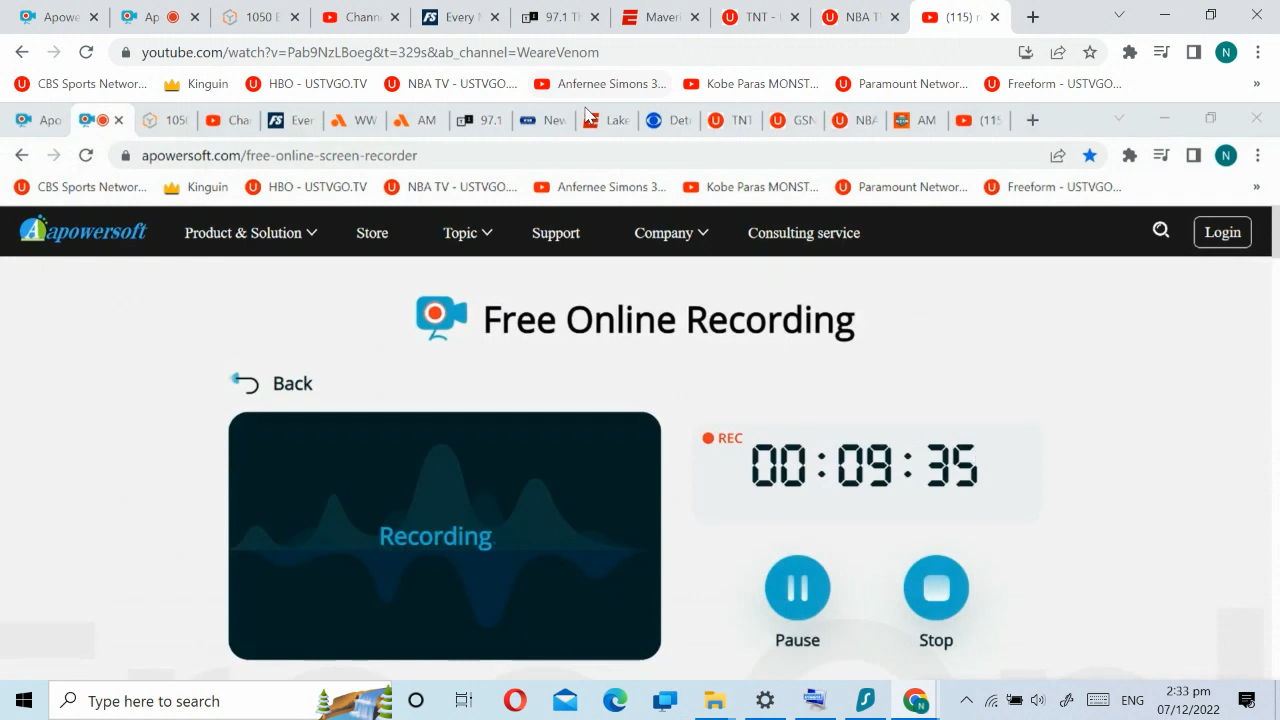 Apowe 
Ap
1050 E
Chann
Every N
97.1 Th
Maveri
TNT -
NBA T
(115) r
youtube.com/watch?v=Pab9NzLBoeg&t=329s&ab_channel=WeareVenom
N
CBS Sports Networ... Kinguin HBO - USTVGO.TV NBA TV - USTVGO.... Anfernee Simons 3... Kobe Paras MONST... Paramount Networ... Freeform - USTVGO... »
Apo 1050 Cha Ever WW AM 97.1 New Lake Det TNT GSN NBA AM (115
apowersoft.com/free-online-screen-recorder
N
CBS Sports Networ... Kinguin HBO - USTVGO.TV NBA TV - USTVGO.... Anfernee Simons 3... Kobe Paras MONST... Paramount Networ... Freeform - USTVGO... »
Apowersoft Product & Solution Store Topic Support Company Consulting service Login
Free Online Recording
Back
REC
00:09:35
Recording
Pause Stop
Type here to search
ENG
2:33 pm
07/12/2022